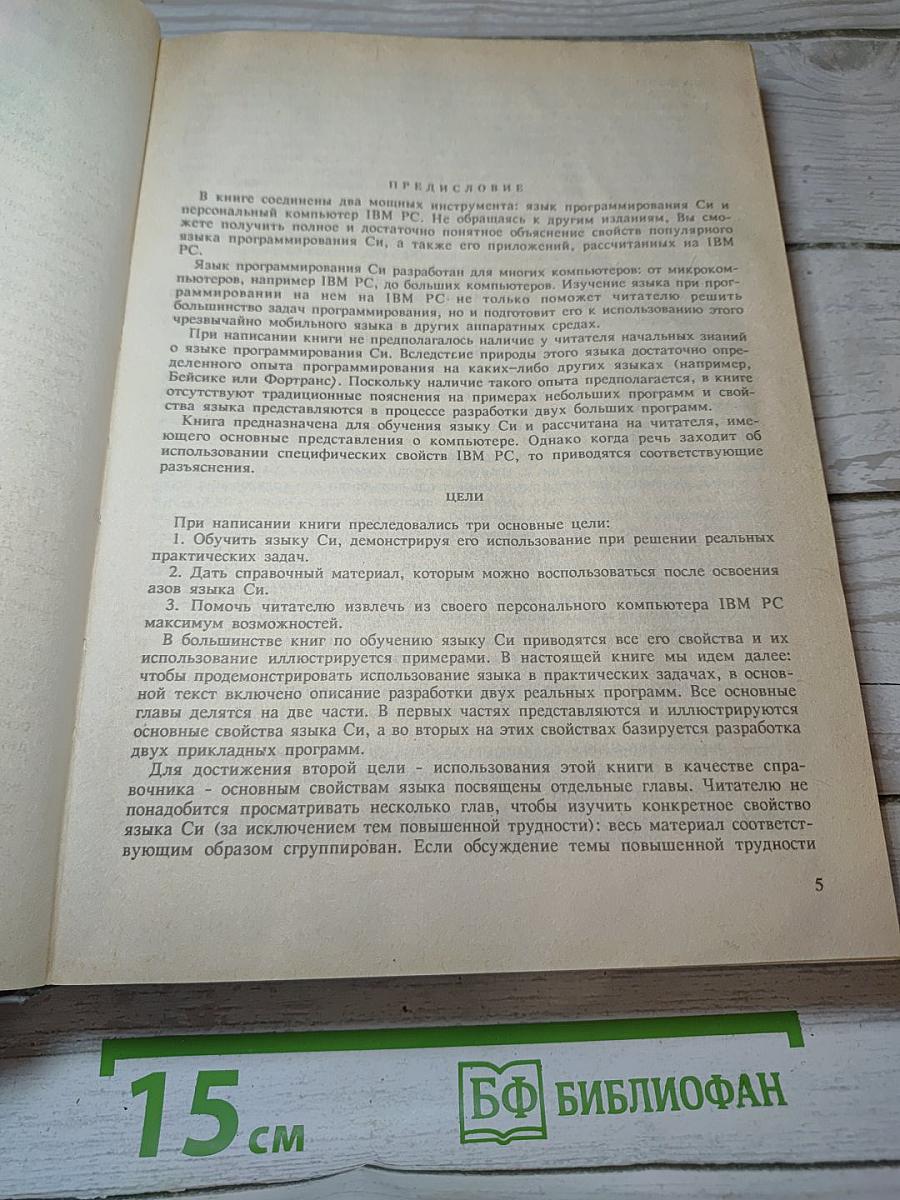 ПРЕДИСЛОВИЕ
В книге соединены два мощных инструмента: язык программирования Си и
персональный компьютер IBM PC. Не обращаясь к другим изданиям, Вы смо-
жете получить полное и достаточно понятное объяснение свойств популярного
языка программирования Си, а также его приложений, рассчитанных на IBM
PC.
Язык программирования Си разработан для многих компьютеров: от микроком-
пьютеров, например IBM PC, до больших компьютеров. Изучение языка при прог-
раммировании на нем на IBM PC не только поможет читателю решить
большинство задач программирования, но и подготовит его к использованию этого
чрезвычайно мобильного языка в других аппаратных средах.
При написании книги не предполагалось наличие у читателя начальных знаний
о языке программирования Си. Вследствие природы этого языка достаточно опре-
деленного опыта программирования на каких-либо других языках (например,
Бейсике или Фортране). Поскольку наличие такого опыта предполагается, в книге
отсутствуют традиционные пояснения на примерах небольших программ и свой-
ства языка представляются в процессе разработки двух больших программ.
Книга предназначена для обучения языку Си и рассчитана на читателя, име-
ющего основные представления о компьютере. Однако когда речь заходит об
использовании специфических свойств IBM PC, то приводятся соответствующие
разъяснения.
ЦЕЛИ
При написании книги преследовались три основные цели:
1. Обучить языку Си, демонстрируя его использование при решении реальных
практических задач.
2. Дать справочный материал, которым можно воспользоваться после освоения
азов языка Си.
3. Помочь читателю извлечь из своего персонального компьютера IBM PC
максимум возможностей.
В большинстве книг по обучению языку Си приводятся все его свойства и их
использование иллюстрируется примерами. В настоящей книге мы идем далее:
чтобы продемонстрировать использование языка в практических задачах, в основ-
ной текст включено описание разработки двух реальных программ. Все основные
главы делятся на две части. В первых частях представляются и иллюстрируются
основные свойства языка Си, а во вторых на этих свойствах базируется разработка
двух прикладных программ.
Для достижения второй цели - использования этой книги в качестве спра-
вочника - основным свойствам языка посвящены отдельные главы. Читателю не
понадобится просматривать несколько глав, чтобы изучить конкретное свойство
языка Си (за исключением тем повышенной трудности): весь материал соответст-
вующим образом сгруппирован. Если обсуждение темы повышенной трудности
5
15 см
БФ БИБЛИОФАН